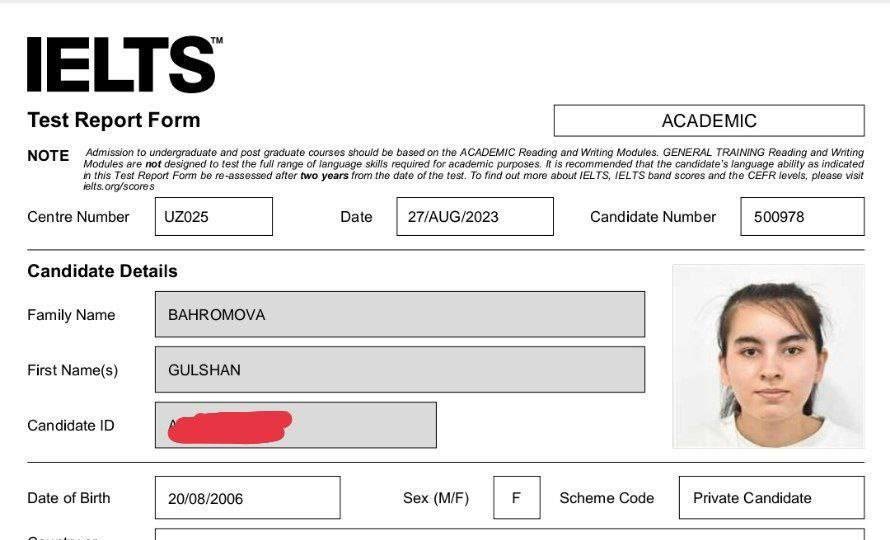 IELTS™
Test Report Form
ACADEMIC
NOTE Admission to undergraduate and post graduate courses should be based on the ACADEMIC Reading and Writing Modules. GENERAL TRAINING Reading and Writing
Modules are not designed to test the full range of language skills required for academic purposes. It is recommended that the candidate's language ability as indicated
in this Test Report Form be re-assessed after two years from the date of the test. To find out more about IELTS, IELTS band scores and the CEFR levels, please visit
ielts.org/scores
Centre Number UZ025 Date 27/AUG/2023 Candidate Number 500978
Candidate Details
Family Name BAHROMOVA
First Name(s) GULSHAN
Candidate ID
Date of Birth 20/08/2006 Sex (M/F) F Scheme Code Private Candidate